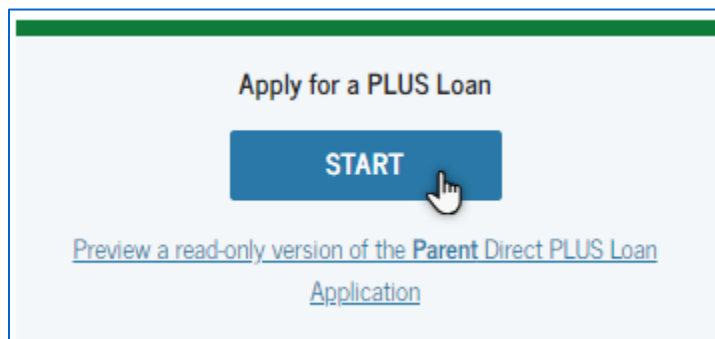 Apply for a PLUS Loan
START
Preview a read-only version of the Parent Direct PLUS Loan
Application